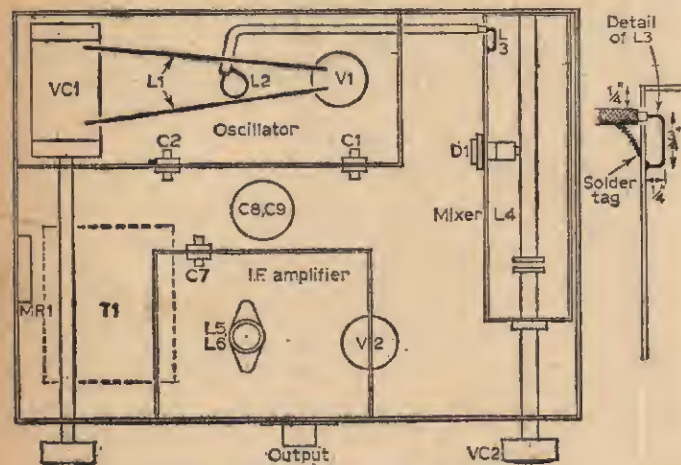 Detail
of L3
L
3
VC1
L1
L2
V1
1/4"
Oscillator
C2
C1
D1
3/4"
Solder
tag
1/4"
C8,C9
Mixer L4
C7
I.F. amplifier
MR1
T1
L5
L6
V2
Output
VC2